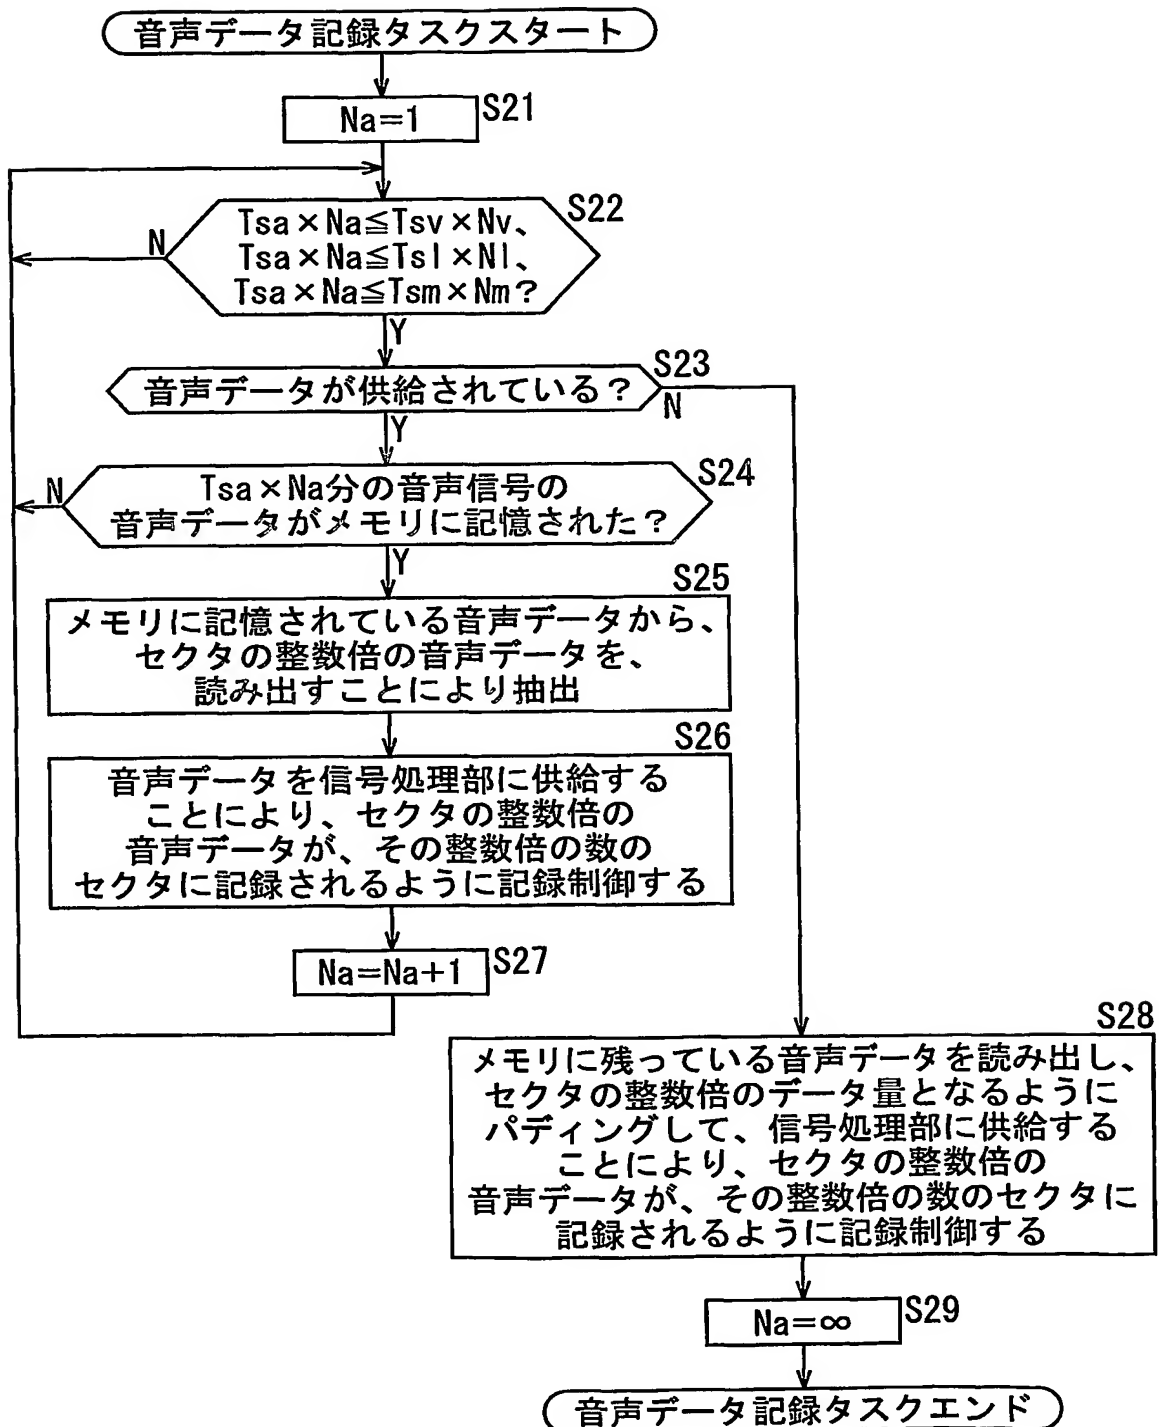 音声データ記録タスクスタート
Na=1
S21
S22
Tsa×Na≦Tsv×Nv、
Tsa×Na≦Tsl×Nl、
Tsa×Na≦Tsm×Nm?
N
Y
S23
音声データが供給されている?
N
Y
S24
Tsa×Na分の音声信号の
音声データがメモリに記憶された?
N
Y
S25
メモリに記憶されている音声データから、
セクタの整数倍の音声データを、
読み出すことにより抽出
S26
音声データを信号処理部に供給する
ことにより、セクタの整数倍の
音声データが、その整数倍の数の
セクタに記録されるように記録制御する
Na=Na+1
S27
S28
メモリに残っている音声データを読み出し、
セクタの整数倍のデータ量となるように
パディングして、信号処理部に供給する
ことにより、セクタの整数倍の
音声データが、その整数倍の数のセクタに
記録されるように記録制御する
Na=∞
S29
音声データ記録タスクエンド